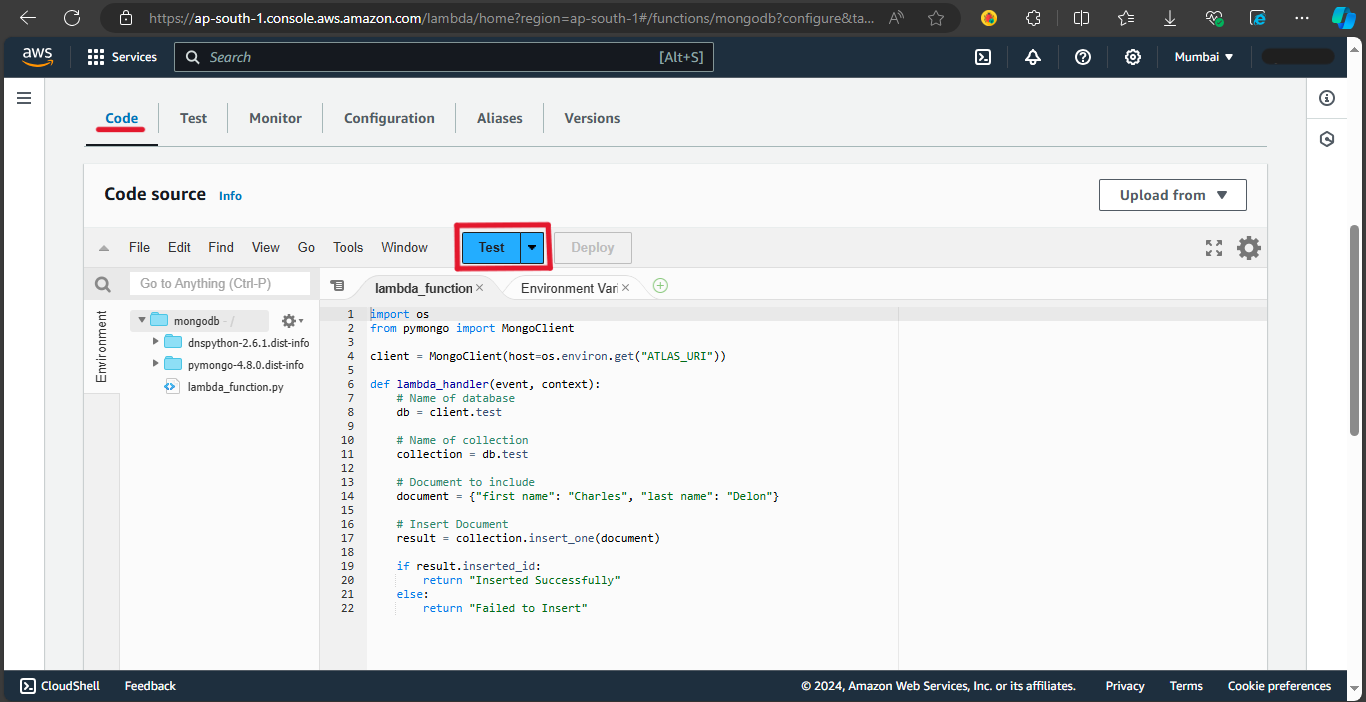 https://ap-south-1.console.aws.amazon.com/lambda/home?region=ap-south-1#/functions/mongodb?configure&ta...
aws Services Search [Alt+S] Mumbai
Code Test Monitor Configuration Aliases Versions
Code source Info Upload from
File Edit Find View Go Tools Window Test Deploy
Go to Anything (Ctrl-P) lambda_function Environment Vari
Environment
mongodb - /
dnspython-2.6.1.dist-info
pymongo-4.8.0.dist-info
lambda_function.py
1 import os
2 from pymongo import MongoClient
3
4 client = MongoClient(host=os.environ.get("ATLAS_URI"))
5
6 def lambda_handler(event, context):
7 # Name of database
8 db = client.test
9
10 # Name of collection
11 collection = db.test
12
13 # Document to include
14 document = {"first name": "Charles", "last name": "Delon"}
15
16 # Insert Document
17 result = collection.insert_one(document)
18
19 if result.inserted_id:
20 return "Inserted Successfully"
21 else:
22 return "Failed to Insert"
CloudShell Feedback © 2024, Amazon Web Services, Inc. or its affiliates. Privacy Terms Cookie preferences